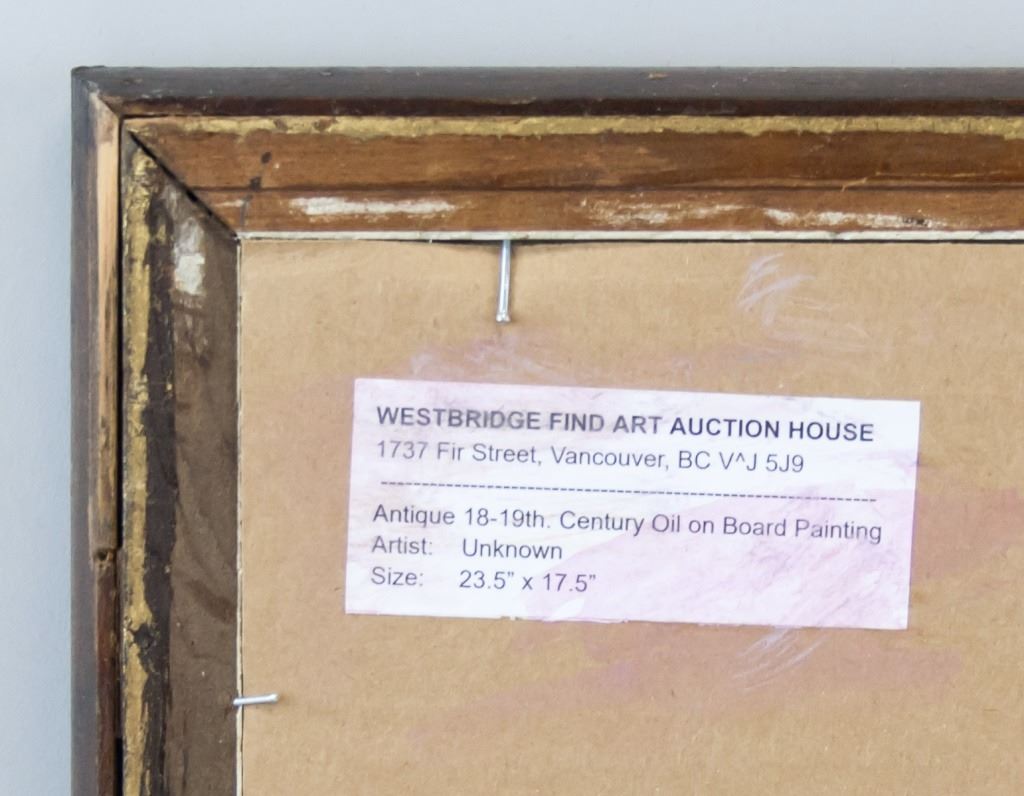 WESTBRIDGE FIND ART AUCTION HOUSE
1737 Fir Street, Vancouver, BC V^J 5J9
------------------------------------------------------------------------------------
Antique 18-19th. Century Oil on Board Painting
Artist: Unknown
Size: 23.5” x 17.5”